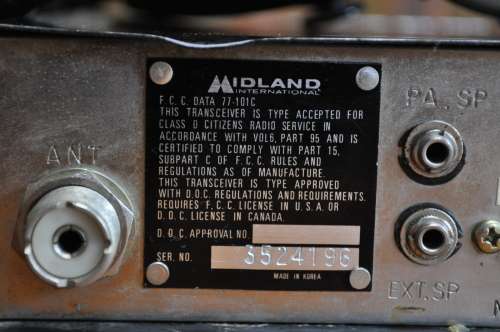 MIDLAND
INTERNATIONAL
F.C.C. DATA 77-101C
THIS TRANSCEIVER IS TYPE ACCEPTED FOR
CLASS D CITIZENS RADIO SERVICE IN
ACCORDANCE WITH VOL6, PART 95 AND IS
CERTIFIED TO COMPLY WITH PART 15,
SUBPART C OF F.C.C. RULES AND
REGULATIONS AS OF MANUFACTURE.
THIS TRANSCEIVER IS TYPE APPROVED
WITH D.O.C. REGULATIONS AND REQUIREMENTS.
REQUIRES F.C.C. LICENSE IN U.S.A. OR
D.O.C. LICENSE IN CANADA.
D.O.C. APPROVAL NO.
SER. NO. 3524196
MADE IN KOREA
ANT
PA. SP
EXT. SP